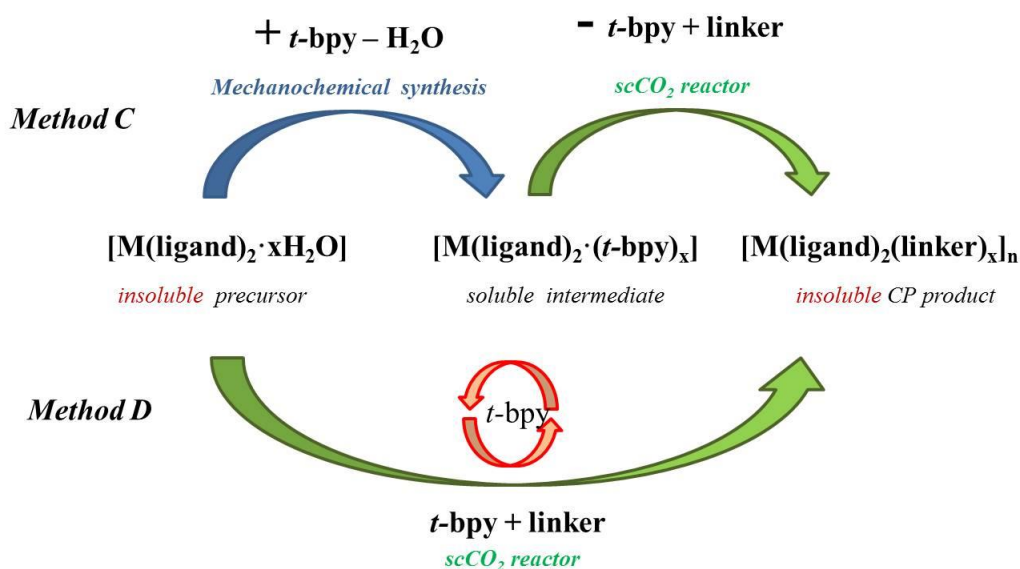 + t-bpy – H₂O
- t-bpy + linker
Mechanochemical synthesis
scCO₂ reactor
Method C
[M(ligand)₂·xH₂O]
[M(ligand)₂·(t-bpy)ₓ]
[M(ligand)₂(linker)ₓ]ₙ
insoluble precursor
soluble intermediate
insoluble CP product
Method D
t-bpy
t-bpy + linker
scCO₂ reactor